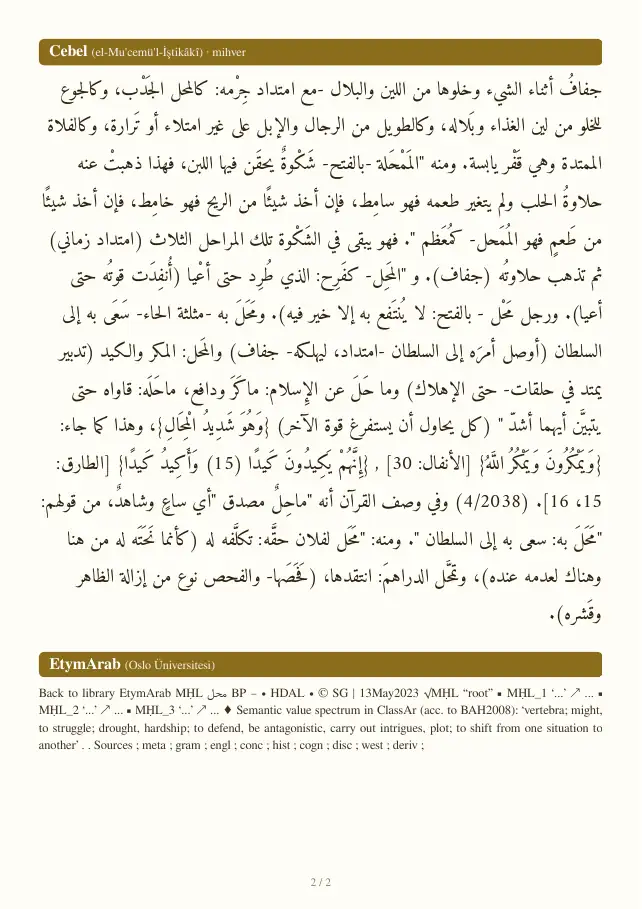 Cebel (el-Mu'cemü'l-İştikâkî) · mihver
جفافُ أثناء الشيء وخلوها من اللين والبلال -مع امتداد جِرْمه: كالمحل الجَدْب، وكالجوع
للخلو من لين الغذاء وبَلاله، وكالطويل من الرجال والإبل على غير امتلاء أو تَرارة، وكالفلاة
الممتدة وهي قَفْر يابسة. ومنه "المَمْحَلة -بالفتح- شَكْوةٌ يحقَن فيها اللبن، فهذا ذهبتْ عنه
حلاوةُ الحلب ولم يتغير طعمه فهو سامِط، فإن أخذ شيئًا من الريح فهو خامِط، فإن أخذ شيئًا
من طَعمٍ فهو المُمَحل- كمُعَظم ". فهو يبقى في الشَكْوة تلك المراحل الثلاث (امتداد زماني)
ثم تذهب حلاوتُه (جفاف). و "المَحِل- كفَرِح: الذي طُرِد حتى أَعْيا (أُنفِدَت قوتُه حتى
أعيا). ورجل مَحْل - بالفتح: لا يُنتَفع به إلا خير فيه). ومَحَلَ به -مثلثة الحاء- سَعَى به إلى
السلطان (أوصل أمرَه إلى السلطان -امتداد، ليهلكه- جفاف) والمَحل: المكر والكيد (تدبير
يمتد في حلقات- حتى الإهلاك) وما حَلَ عن الإسلام: ماكَرَ ودافع، ماحَلَه: قاواه حتى
يتبيَّن أيهما أشدّ " (كل يحاول أن يستفرغ قوة الآخر) {وَهُوَ شَدِيدُ الْمِحَالِ}، وهذا كما جاء:
{وَيَمْكُرُونَ وَيَمْكُرُ اللَّهُ} [الأنفال: 30] , {إِنَّهُمْ يَكِيدُونَ كَيدًا (15) وَأَكِيدُ كَيدًا} [الطارق:
15، 16]. (4/2038) وفي وصف القرآن أنه "ماحِلٌ مصدق "أي ساعٍ وشاهدٌ، من قولهم:
"مَحَلَ به: سعى به إلى السلطان ". ومنه: "مَحَل لفلان حقَّه: تكلَّفه له (كأنما نَحَتَه له من هنا
وهناك لعدمه عنده)، وتمحَّل الدراهمَ: انتقدها، (فَحَصَها- والفحص نوع من إزالة الظاهر
وقَشره).
EtymArab (Oslo Üniversitesi)
Back to library EtymArab MḤL محل BP – • HDAL • © SG | 13May2023 √MḤL “root” ▪ MḤL_1 ‘...’ ↗ ... ▪
MḤL_2 ‘...’ ↗ ... ▪ MḤL_3 ‘...’ ↗ ... ♦ Semantic value spectrum in ClassAr (acc. to BAH2008): ‘vertebra; might,
to struggle; drought, hardship; to defend, be antagonistic, carry out intrigues, plot; to shift from one situation to
another’ . . Sources ; meta ; gram ; engl ; conc ; hist ; cogn ; disc ; west ; deriv ;
2 / 2